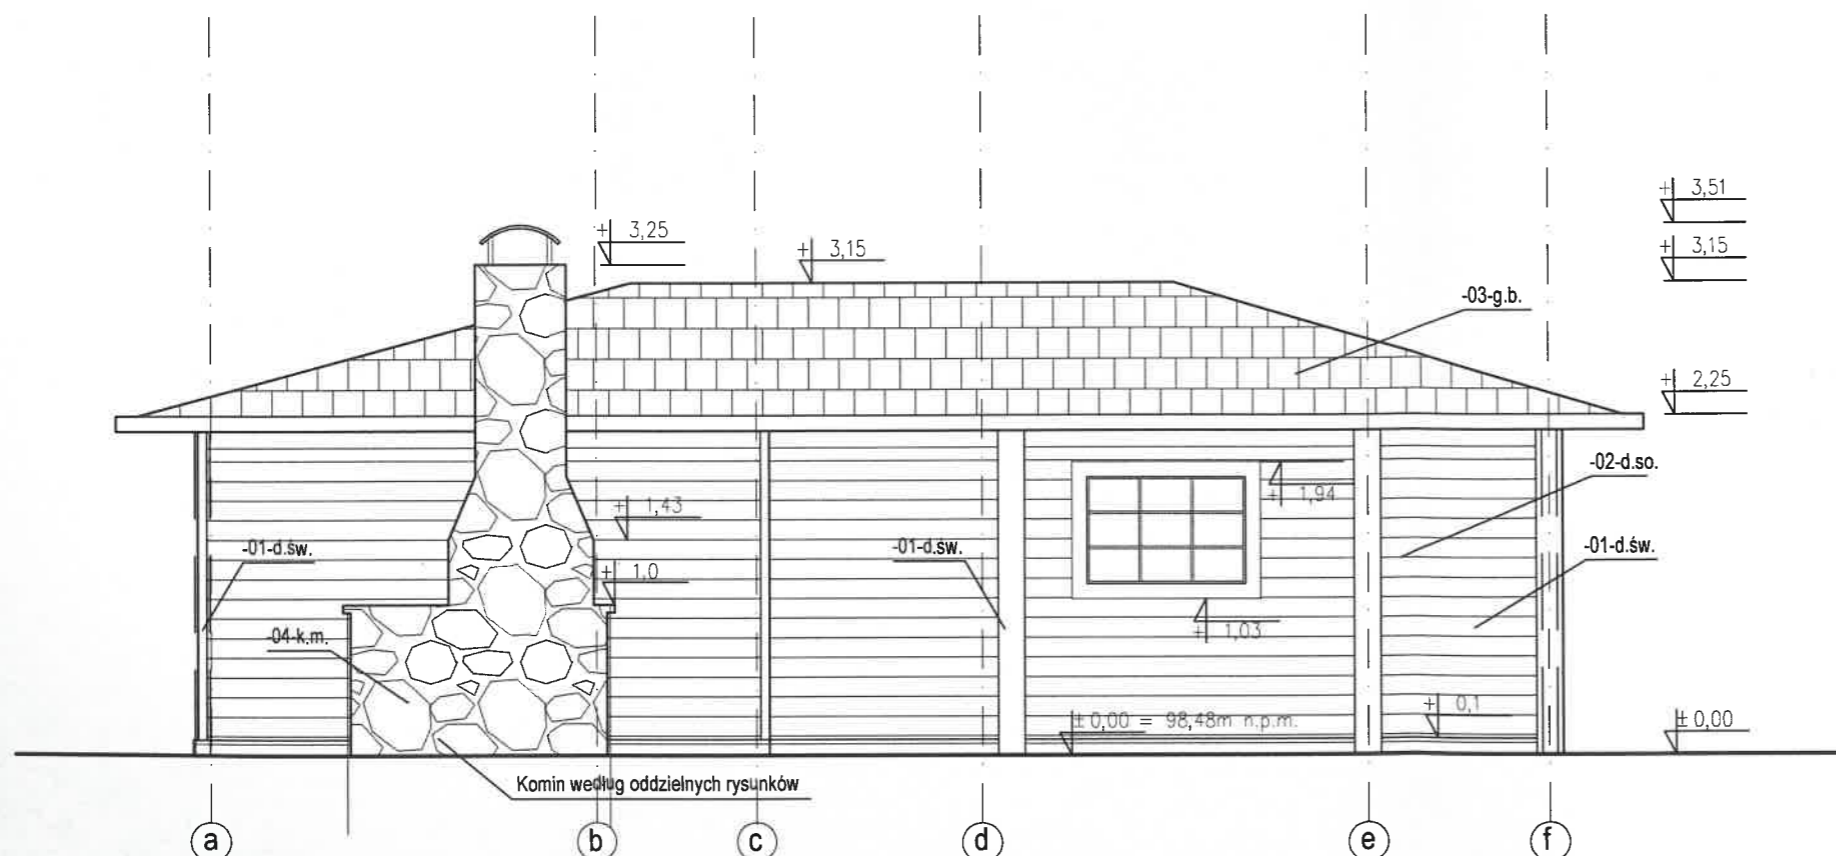 + 3,51
+ 3,25
+ 3,15
+ 3,15
-03-g.b.
+ 2,25
-02-d.so.
+ 1,94
+ 1,43
-01-d.św.
-01-d.św.
-01-d.św.
+ 1,0
+ 1,03
-04-k.m.
+ 0,1
± 0,00 = 98,48m n.p.m.
± 0,00
Komin według oddzielnych rysunków
a b c d e f